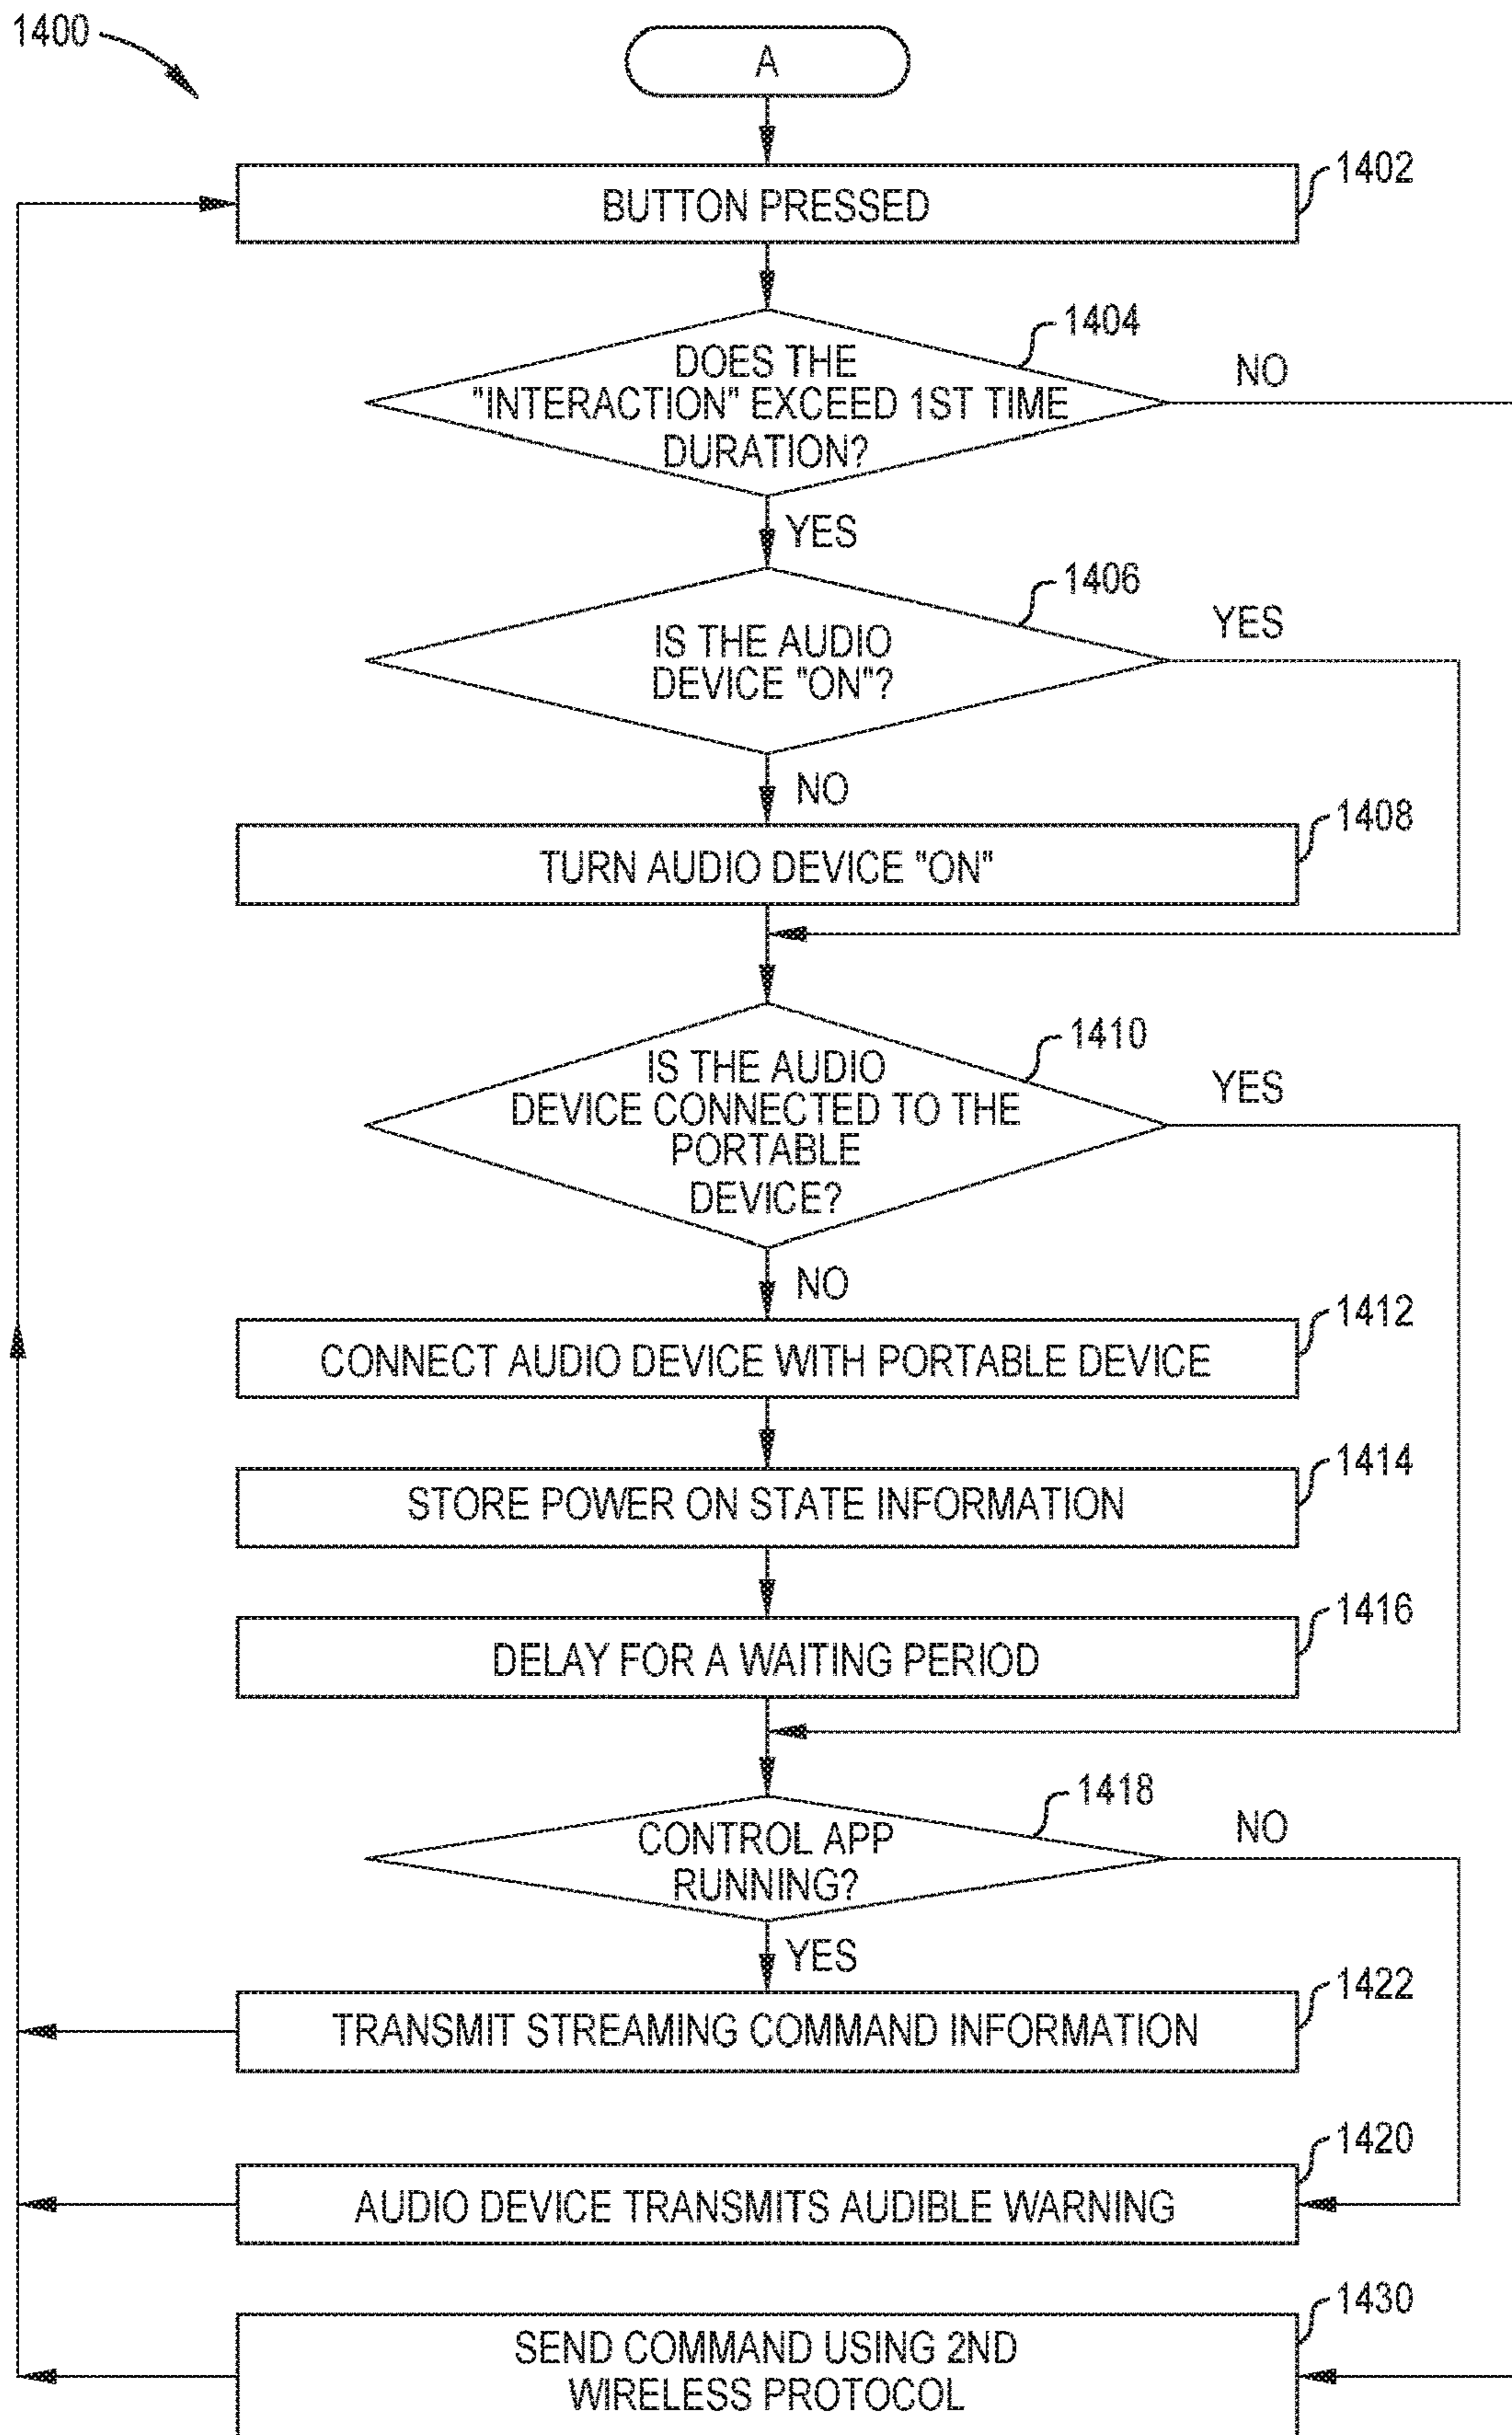 1400
A
BUTTON PRESSED
1402
1404
DOES THE
"INTERACTION" EXCEED 1ST TIME
DURATION?
NO
YES
1406
IS THE AUDIO
DEVICE "ON"?
YES
NO
1408
TURN AUDIO DEVICE "ON"
1410
IS THE AUDIO
DEVICE CONNECTED TO THE
PORTABLE
DEVICE?
YES
NO
1412
CONNECT AUDIO DEVICE WITH PORTABLE DEVICE
1414
STORE POWER ON STATE INFORMATION
1416
DELAY FOR A WAITING PERIOD
1418
CONTROL APP
RUNNING?
NO
YES
1422
TRANSMIT STREAMING COMMAND INFORMATION
1420
AUDIO DEVICE TRANSMITS AUDIBLE WARNING
1430
SEND COMMAND USING 2ND
WIRELESS PROTOCOL